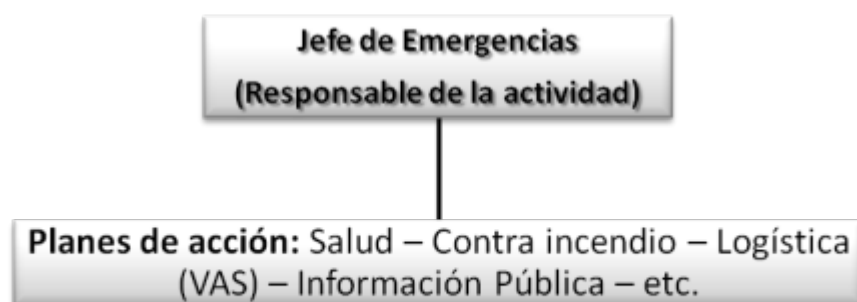 Jefe de Emergencias
(Responsable de la actividad)
Planes de acción: Salud – Contra incendio – Logística
(VAS) – Información Pública – etc.